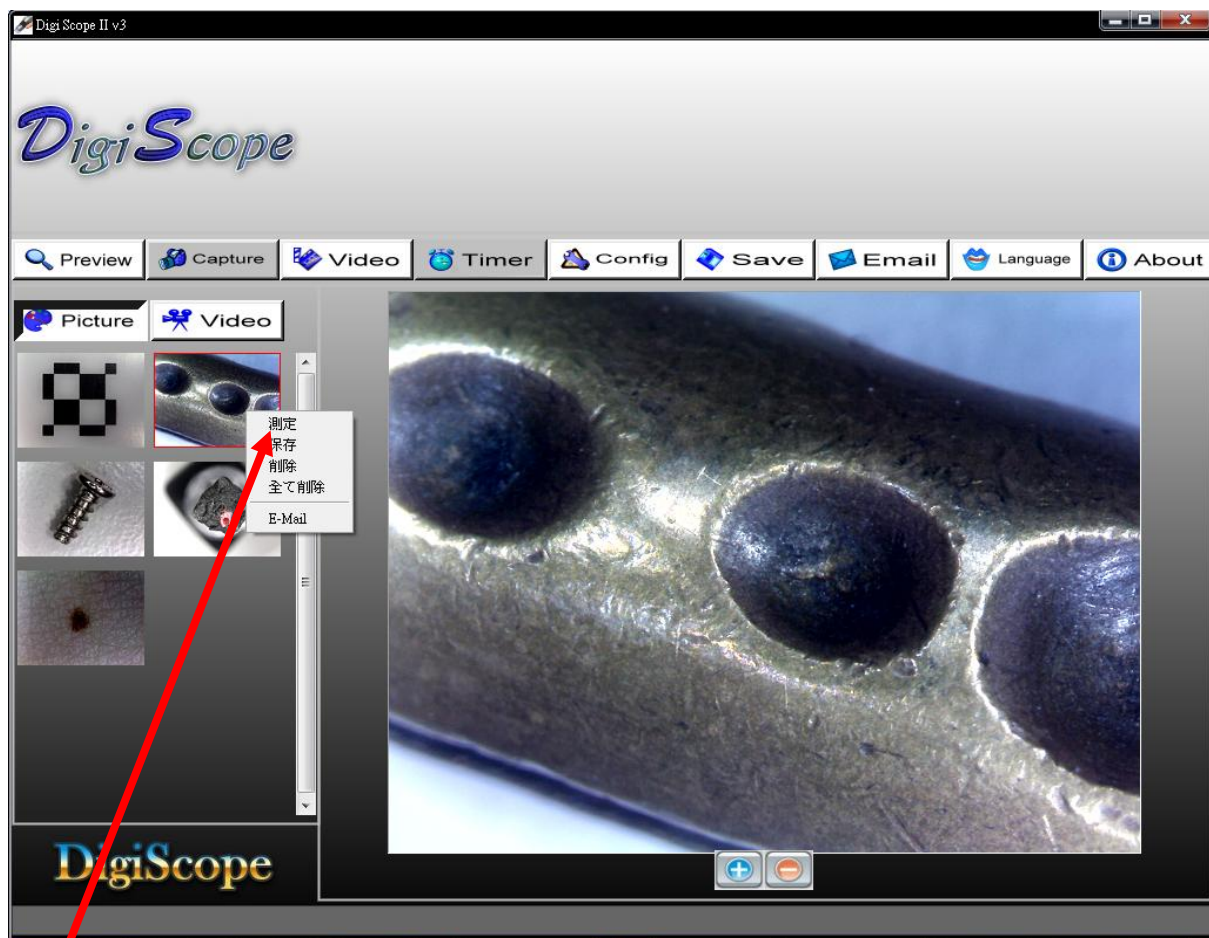 Digi Scope II v3
DigiScope
Preview
Capture
Video
Timer
Config
Save
Email
Language
About
Picture
Video
測定
保存
削除
全て削除
E-Mail
DigiScope